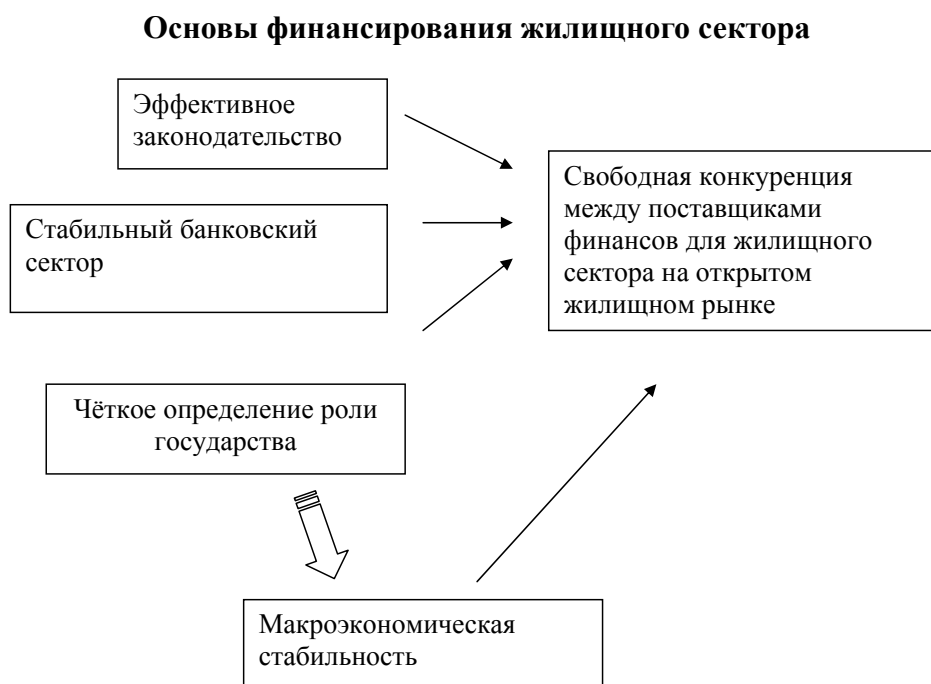 Основы финансирования жилищного сектора
Эффективное
законодательство
Свободная конкуренция
между поставщиками
финансов для жилищного
сектора на открытом
жилищном рынке
Стабильный банковский
сектор
Чёткое определение роли
государства
Макроэкономическая
стабильность